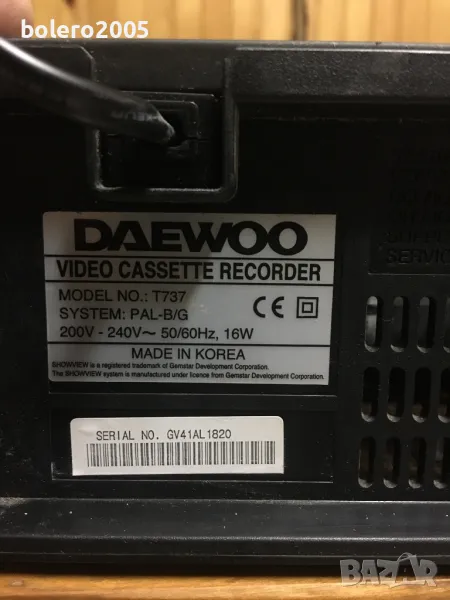 bolero2005
DAEWOO
VIDEO CASSETTE RECORDER
MODEL NO.: T737
SYSTEM: PAL-B/G
200V - 240V~ 50/60Hz, 16W
CE
MADE IN KOREA
SHOWVIEW is a registered trademark of Gemstar Development Corporation.
The SHOWVIEW system is manufactured under licence from Gemstar Development Corporation.
SERIAL NO. GV41AL1820
SERVICE
BAZAR